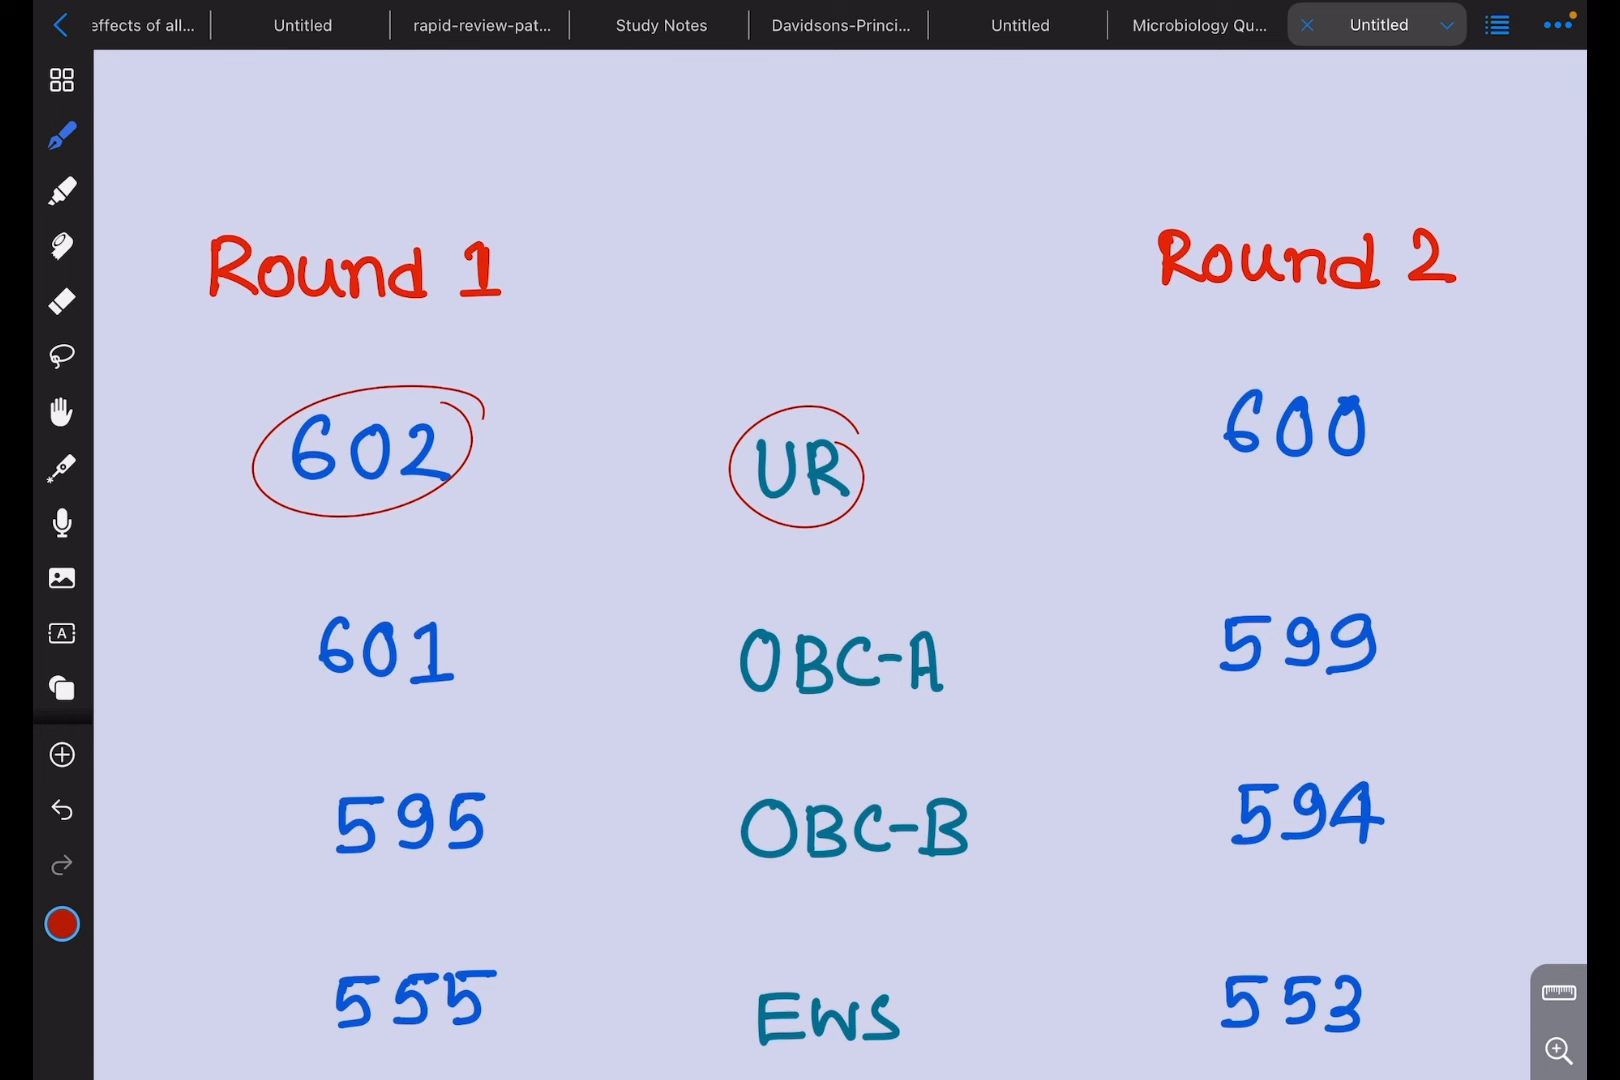 effects of all...
Untitled
rapid-review-pat...
Study Notes
Davidsons-Princi...
Untitled
Microbiology Qu...
Untitled
Round 1 Round 2
602 UR 600
601 OBC-A 599
595 OBC-B 594
555 EWS 553